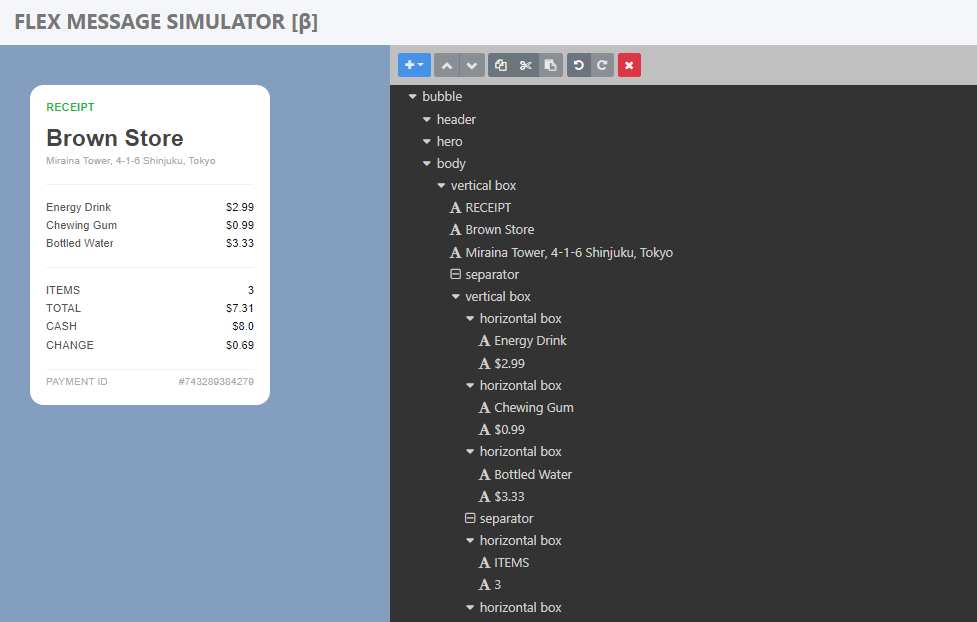 FLEX MESSAGE SIMULATOR [β]
RECEIPT
Brown Store
Miraina Tower, 4-1-6 Shinjuku, Tokyo
Energy Drink $2.99
Chewing Gum $0.99
Bottled Water $3.33
ITEMS 3
TOTAL $7.31
CASH $8.0
CHANGE $0.69
PAYMENT ID #743289384279
bubble
header
hero
body
vertical box
A RECEIPT
A Brown Store
A Miraina Tower, 4-1-6 Shinjuku, Tokyo
separator
vertical box
horizontal box
A Energy Drink
A $2.99
horizontal box
A Chewing Gum
A $0.99
horizontal box
A Bottled Water
A $3.33
separator
horizontal box
A ITEMS
A 3
horizontal box